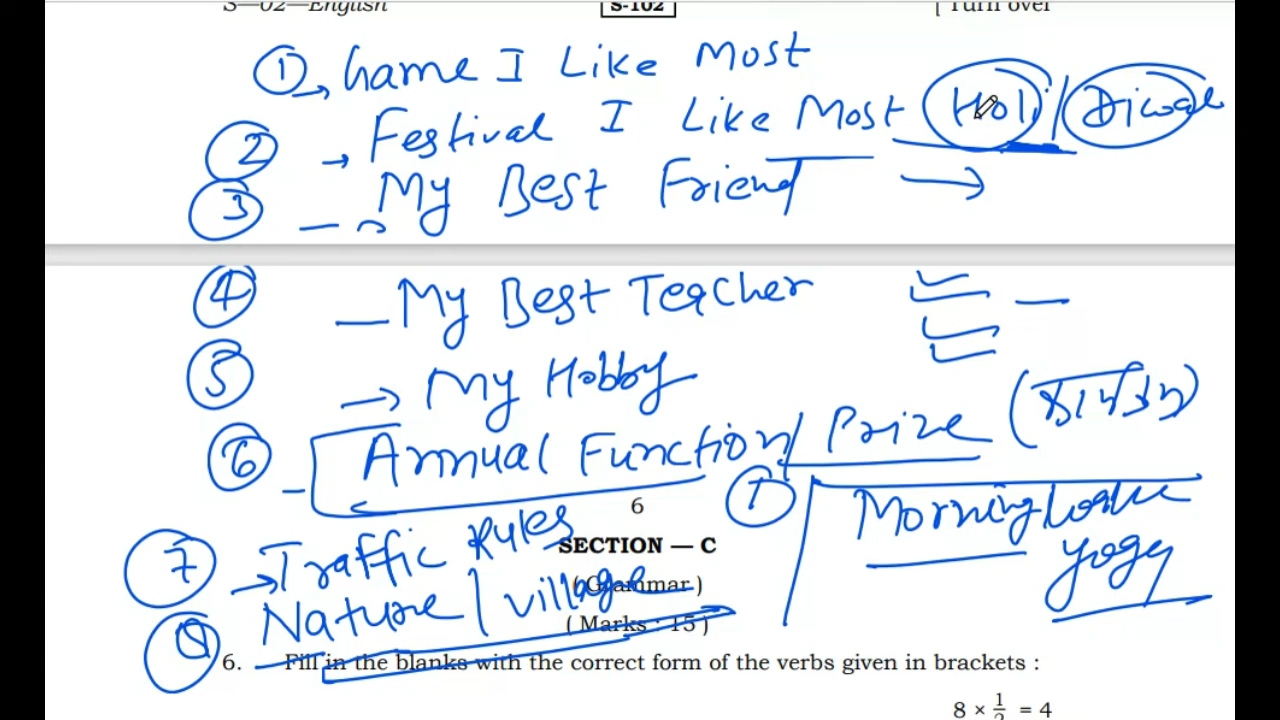 S—02—English S-102 [ Turn over
① Game I Like Most
② → Festival I Like Most Holi / Diwali
③ My Best Friend →
④ — My Best Teacher
⑤ → My Hobby
⑥ Annual Function / Prize
6
① Morning Walk
yoga
⑦ → Traffic Rules
SECTION — C
( Grammar )
Nature / village
( Marks : 15 )
6. Fill in the blanks with the correct form of the verbs given in brackets :
8 × 1/2 = 4